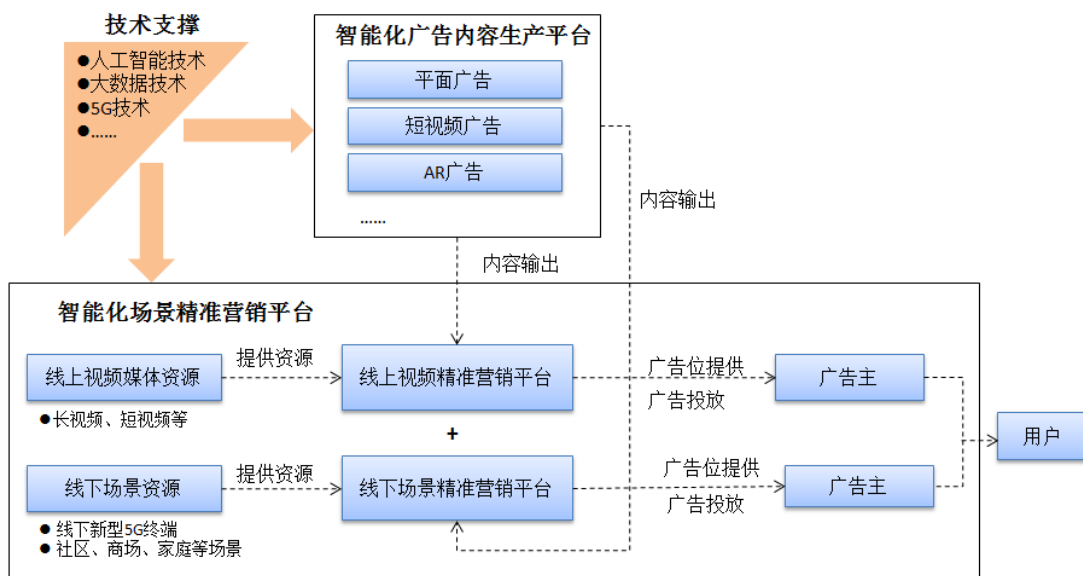 技术支撑
●人工智能技术
●大数据技术
●5G技术
●……
智能化广告内容生产平台
平面广告
短视频广告
AR广告
……
内容输出
内容输出
智能化场景精准营销平台
线上视频媒体资源
提供资源
线上视频精准营销平台
广告位提供
广告投放
广告主
●长视频、短视频等
+
用户
线下场景资源
提供资源
线下场景精准营销平台
广告位提供
广告投放
广告主
●线下新型5G终端
●社区、商场、家庭等场景